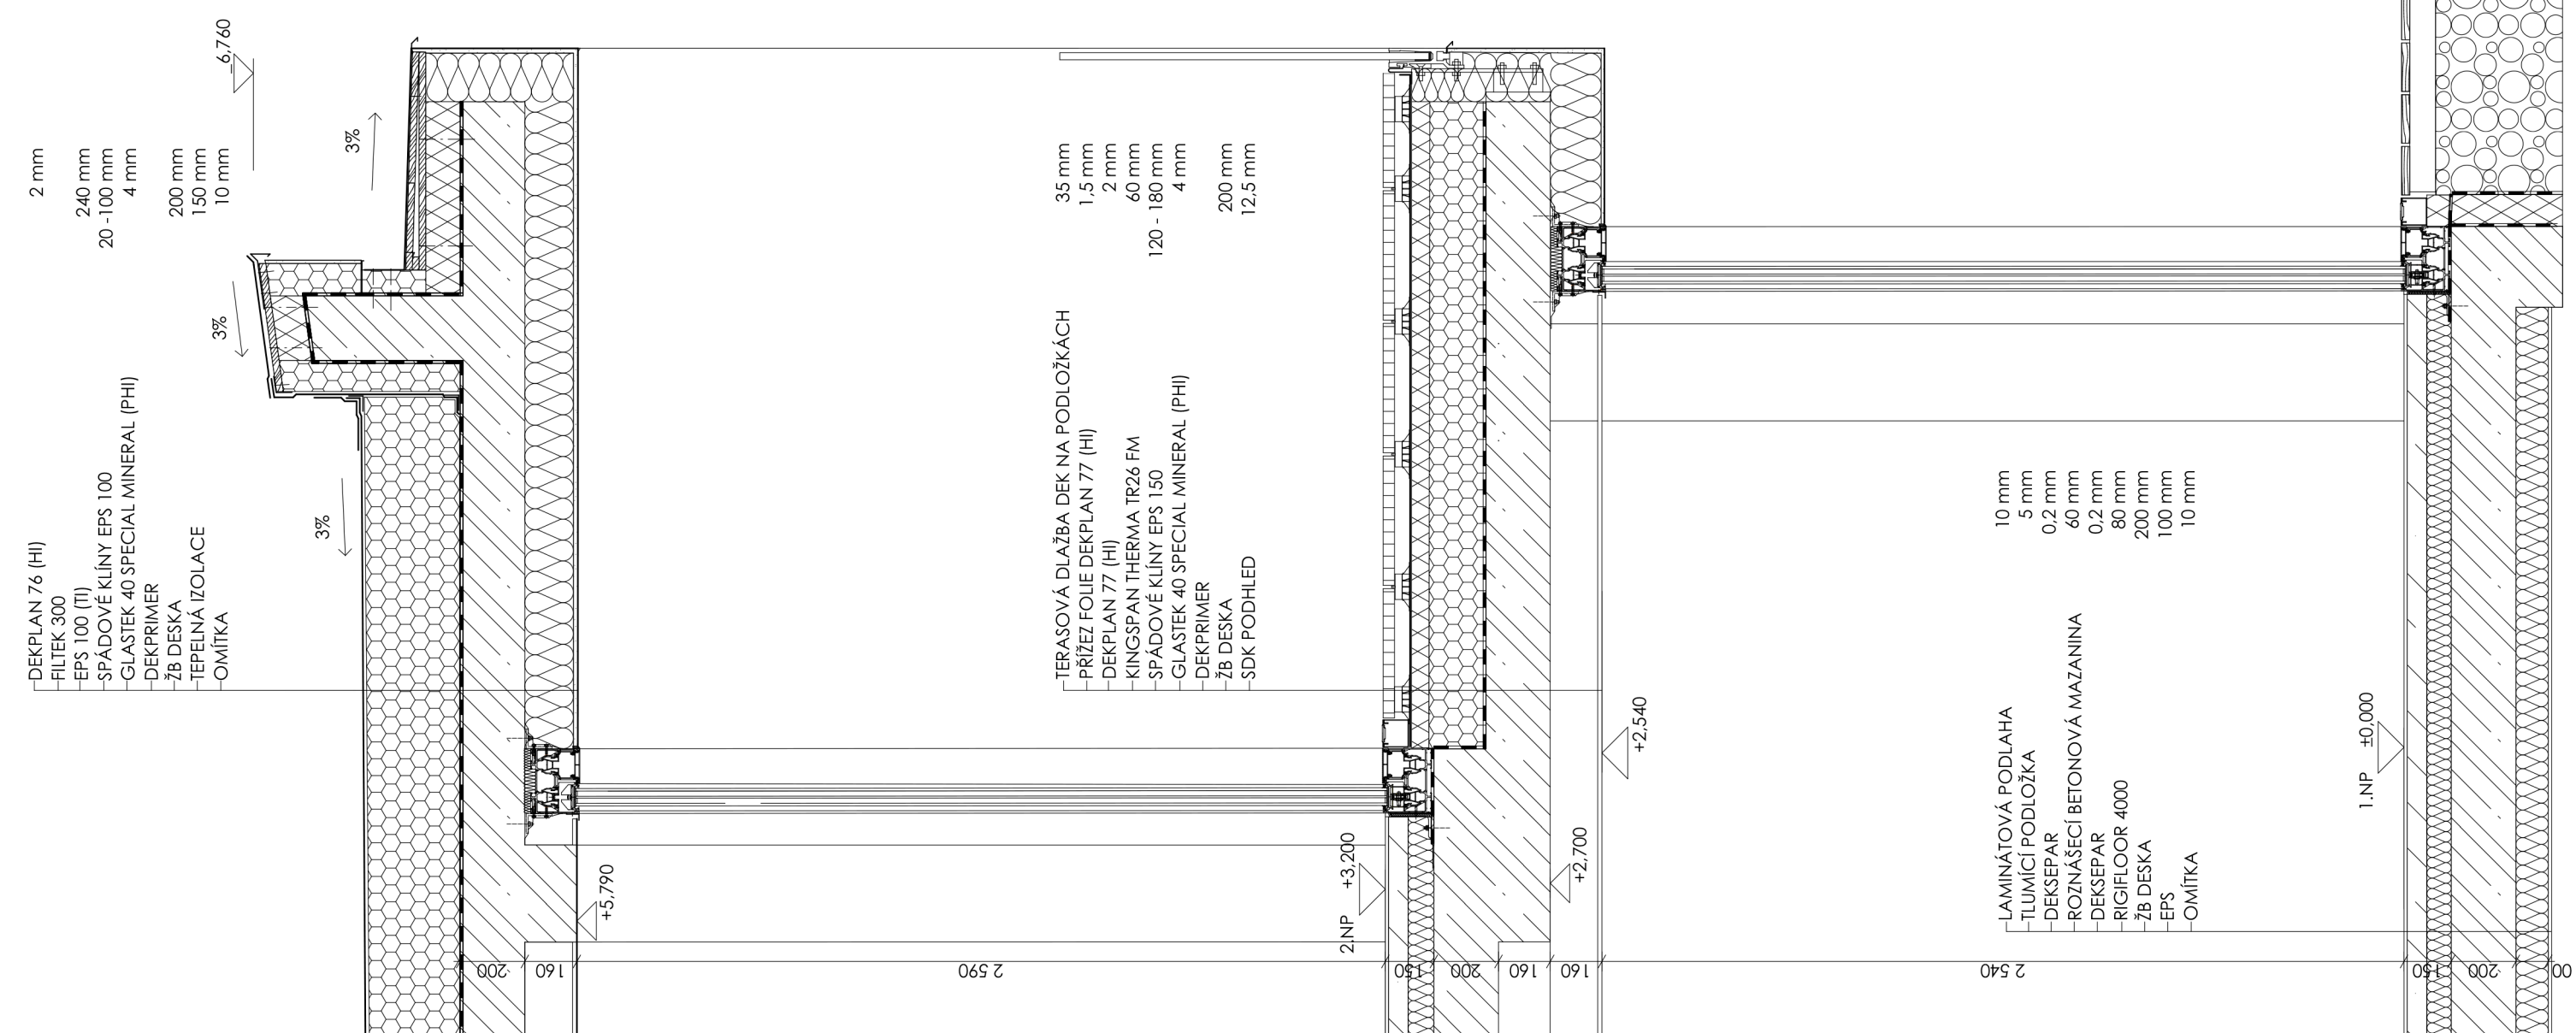 DEKPLAN 76 (HI) 2 mm
FILTEK 300
EPS 100 (TI) 240 mm
SPÁDOVÉ KLÍNY EPS 100 20 -100 mm
GLASTEK 40 SPECIAL MINERAL (PHI) 4 mm
DEKPRIMER
ŽB DESKA 200 mm
TEPELNÁ IZOLACE 150 mm
OMÍTKA 10 mm
6,760
3%
3%
3%
+5,790
TERASOVÁ DLAŽBA DEK NA PODLOŽKÁCH 35 mm
PŘÍŽEZ FOLIE DEKPLAN 77 (HI) 1,5 mm
DEKPLAN 77 (HI) 2 mm
KINGSPAN THERMA TR26 FM 60 mm
SPÁDOVÉ KLÍNY EPS 150 120 - 180 mm
GLASTEK 40 SPECIAL MINERAL (PHI) 4 mm
DEKPRIMER
ŽB DESKA 200 mm
SDK PODHLED 12,5 mm
2.NP +3,200
+2,700
+2,540
LAMINÁTOVÁ PODLAHA 10 mm
TLUMÍCÍ PODLOŽKA 5 mm
DEKSEPAR 0,2 mm
ROZNÁŠECÍ BETONOVÁ MAZANINA 60 mm
DEKSEPAR 0,2 mm
RIGIFLOOR 4000 80 mm
ŽB DESKA 200 mm
EPS 100 mm
OMÍTKA 10 mm
1.NP ±0,000
200
160
2 590
150
200
160
160
2 540
150
200
00